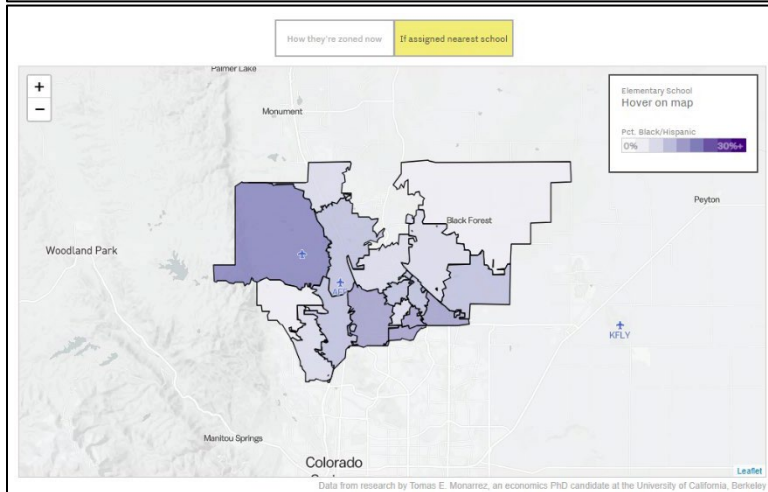 How they're zoned now
If assigned nearest school
+
−
Palmer Lake
Monument
Elementary School
Hover on map
Pct. Black/Hispanic
0% 30%+
Black Forest
Peyton
Woodland Park
AFF
KFLY
Manitou Springs
Colorado
Leaflet
Data from research by Tomas E. Monarrez, an economics PhD candidate at the University of California, Berkeley